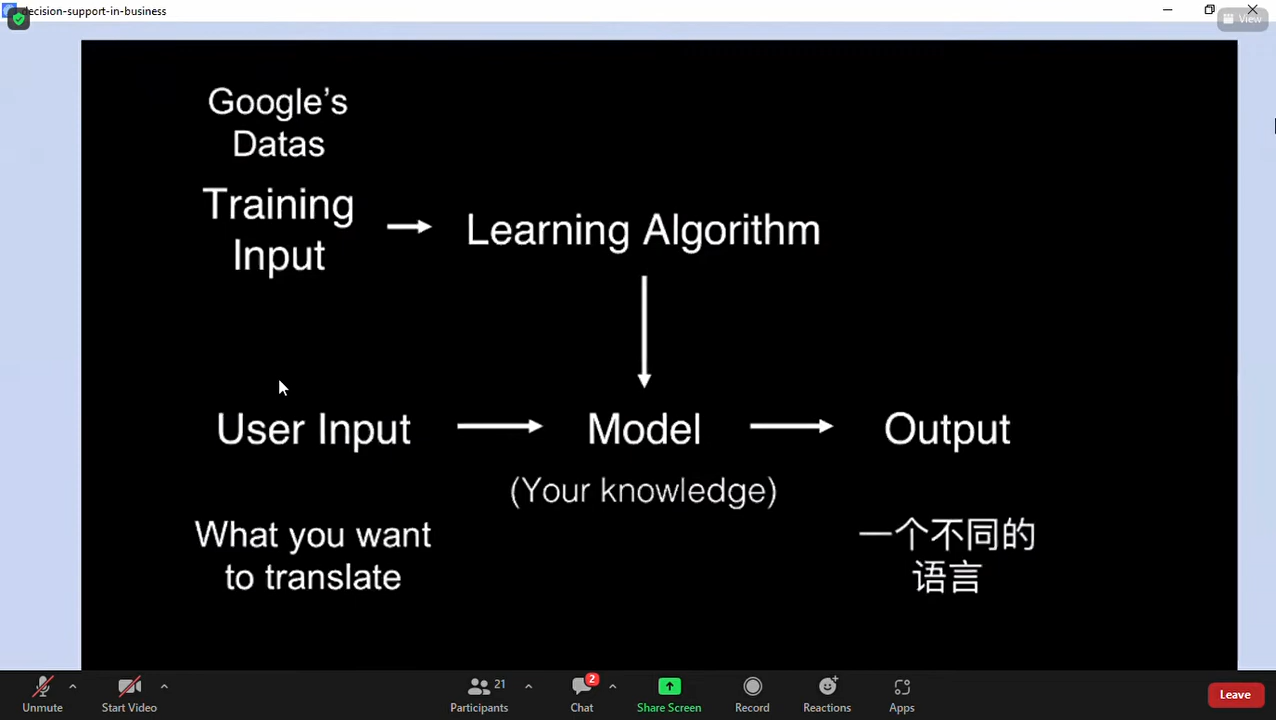 decision-support-in-business
View
Google's
Datas
Training
Input
Learning Algorithm
User Input
Model
Output
(Your knowledge)
What you want
to translate
一个不同的
语言
21
2
Unmute
Start Video
Participants
Chat
Share Screen
Record
Reactions
Apps
Leave